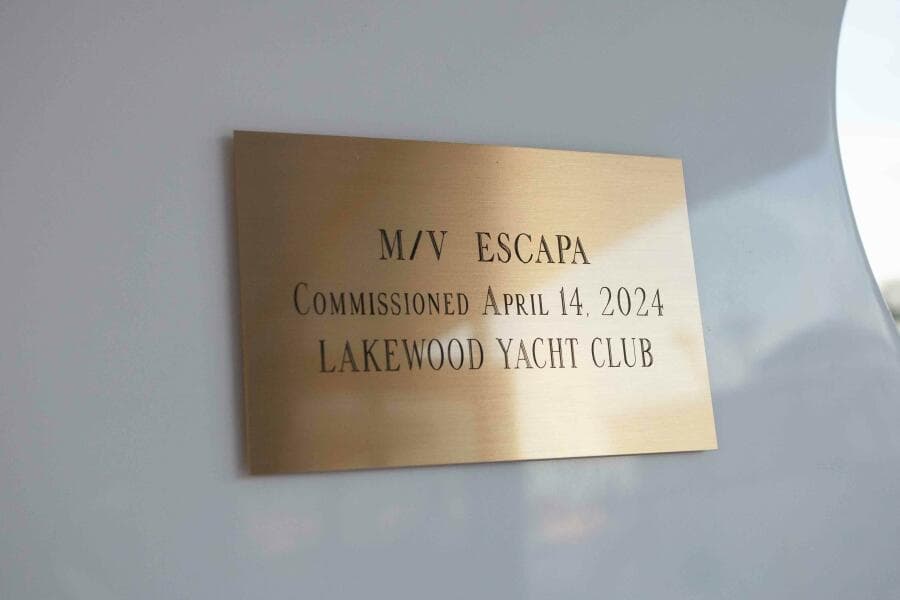 M/V ESCAPA
Commissioned April 14, 2024
LAKEWOOD YACHT CLUB